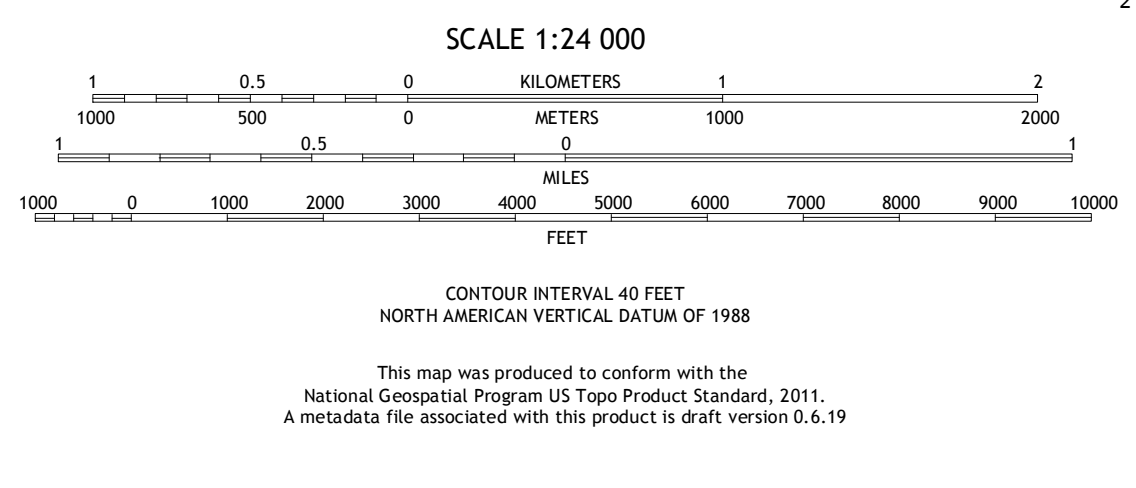 2
SCALE 1:24 000
1 0.5 0 KILOMETERS 1 2
1000 500 0 METERS 1000 2000
1 0.5 0 1
MILES
1000 0 1000 2000 3000 4000 5000 6000 7000 8000 9000 10000
FEET
CONTOUR INTERVAL 40 FEET
NORTH AMERICAN VERTICAL DATUM OF 1988
This map was produced to conform with the
National Geospatial Program US Topo Product Standard, 2011.
A metadata file associated with this product is draft version 0.6.19